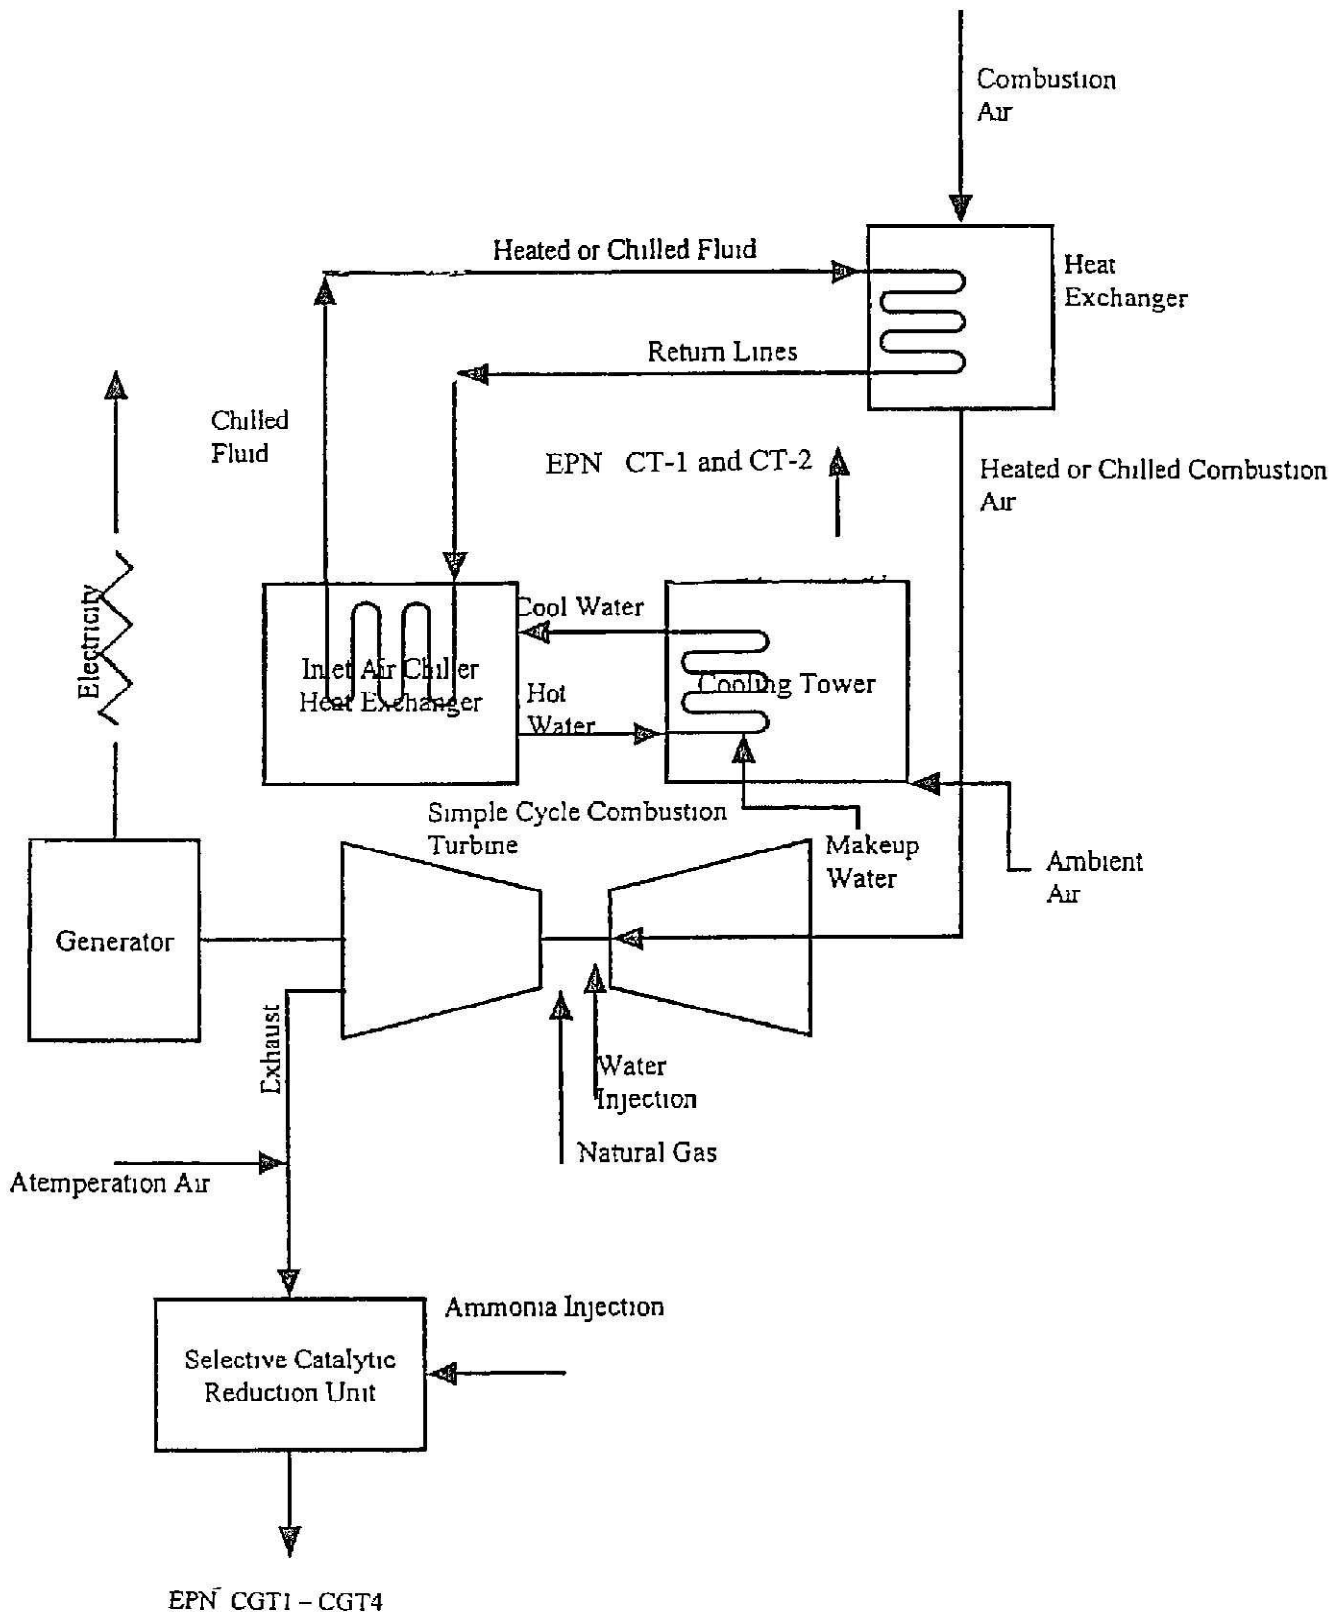 Combustion
Air
Heated or Chilled Fluid
Heat
Exchanger
Return Lines
Chilled
Fluid
EPN CT-1 and CT-2
Heated or Chilled Combustion
Air
Electricity
Cool Water
Inlet Air Chiller
Heat Exchanger
Cooling Tower
Hot
Water
Simple Cycle Combustion
Turbine
Makeup
Water
Ambient
Air
Generator
Exhaust
Water
Injection
Natural Gas
Atemperation Air
Ammonia Injection
Selective Catalytic
Reduction Unit
EPN CGT1 – CGT4